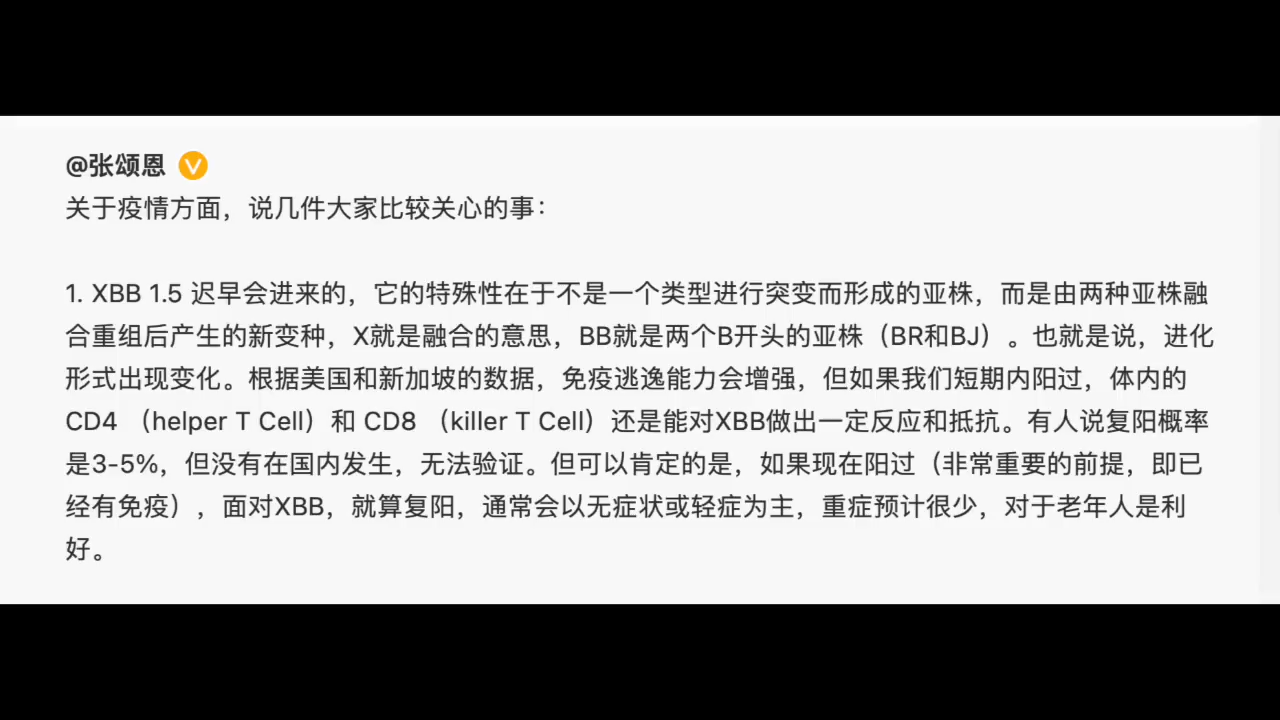 @张颂恩
关于疫情方面，说几件大家比较关心的事：
1. XBB 1.5 迟早会进来的，它的特殊性在于不是一个类型进行突变而形成的亚株，而是由两种亚株融
合重组后产生的新变种，X就是融合的意思，BB就是两个B开头的亚株（BR和BJ）。也就是说，进化
形式出现变化。根据美国和新加坡的数据，免疫逃逸能力会增强，但如果我们短期内阳过，体内的
CD4 （helper T Cell）和 CD8 （killer T Cell）还是能对XBB做出一定反应和抵抗。有人说复阳概率
是3-5%，但没有在国内发生，无法验证。但可以肯定的是，如果现在阳过（非常重要的前提，即已
经有免疫），面对XBB，就算复阳，通常会以无症状或轻症为主，重症预计很少，对于老年人是利
好。